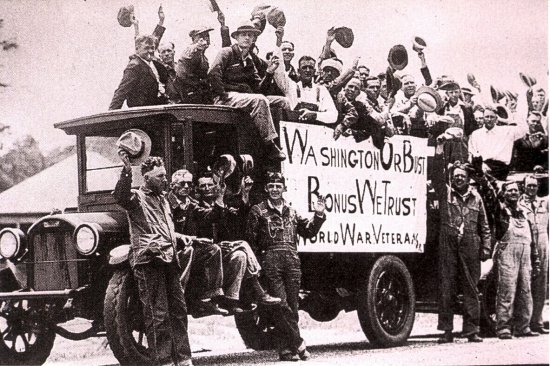 WASHINGTON OR BUST
BONUS WE TRUST
WORLD WAR VETERANS